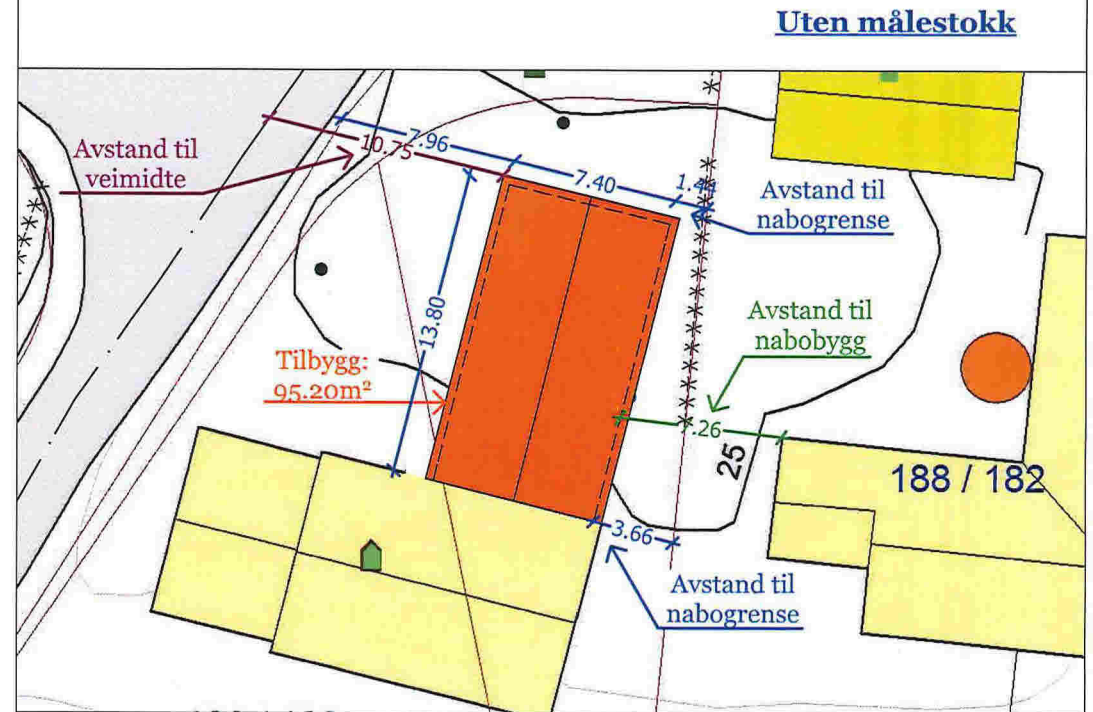 Uten målestokk
Avstand til
veimidte
7.96
10.75
7.40
1.44
Avstand til
nabogrense
13.80
Avstand til
nabobygg
Tilbygg:
95.20m²
.26
25
188 / 182
3.66
Avstand til
nabogrense